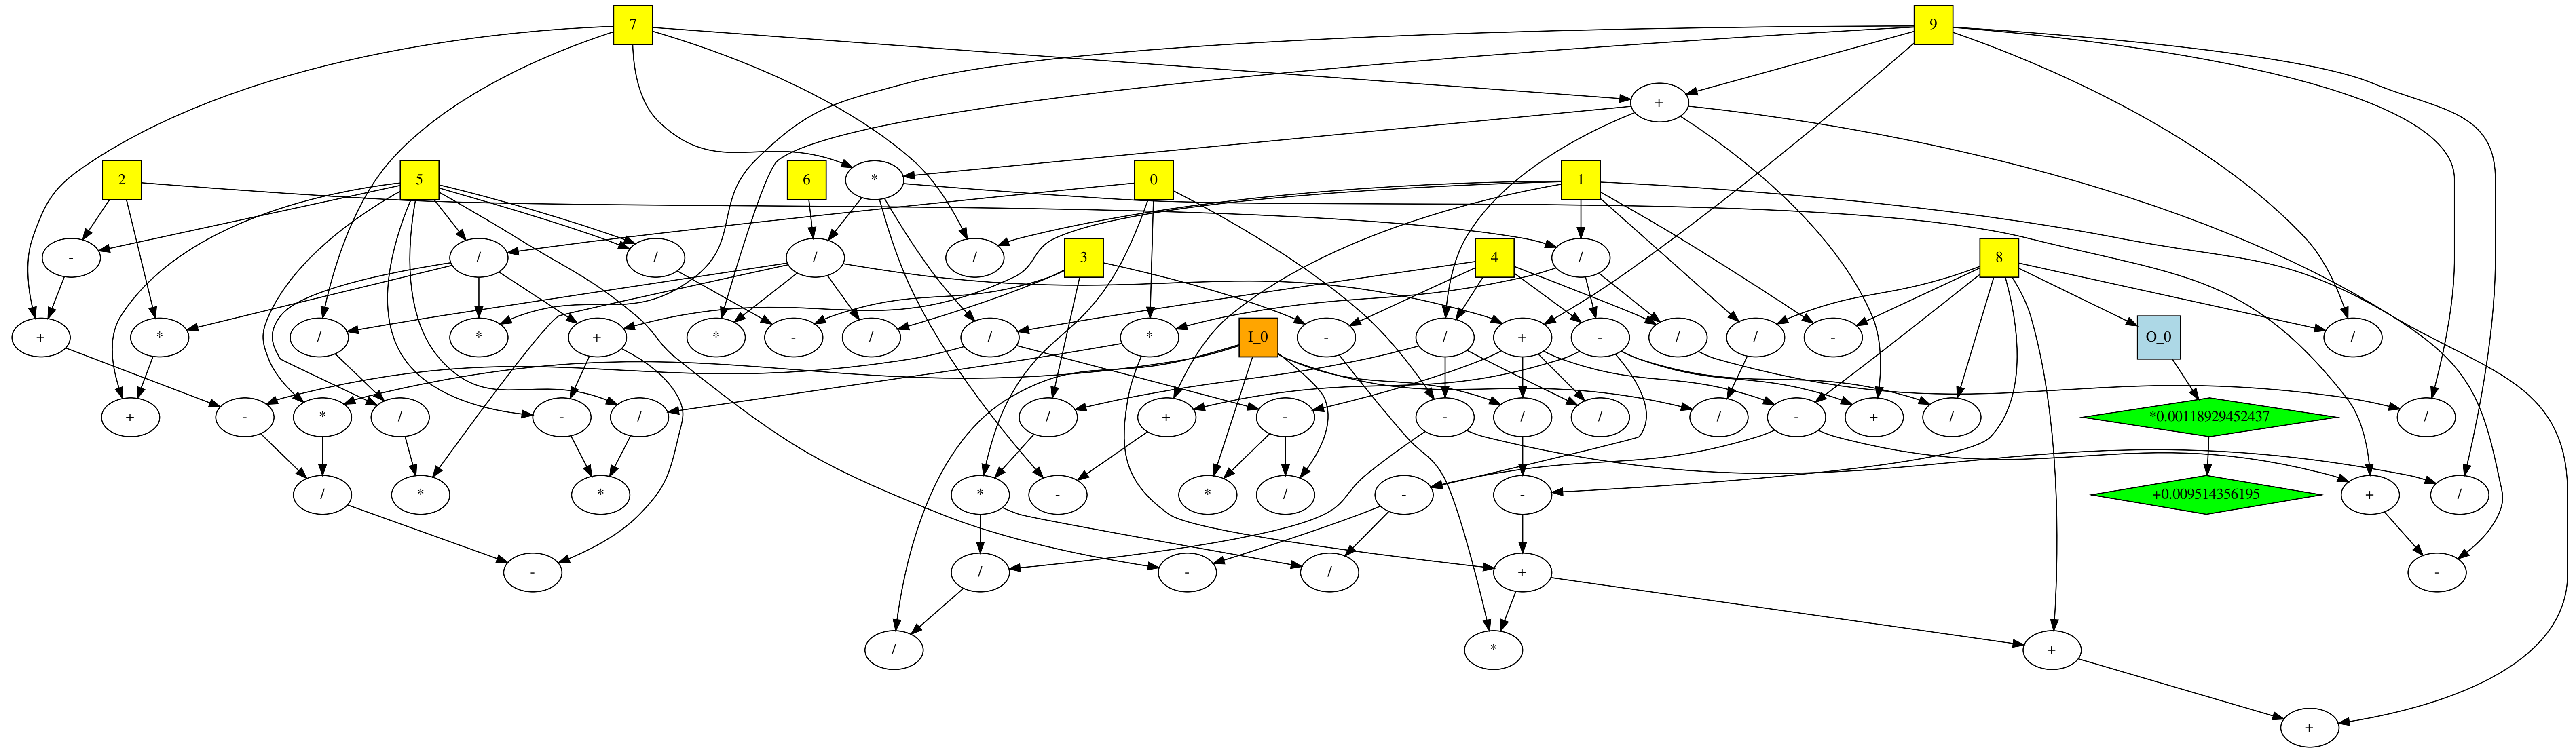 7 9
+
2 5 6 * 0 1
- / / / / 3 / 4 8
+ * / * + * - / / * I_0 - / + - / / - O_0 /
+ - * / - / / + - - / / / - + / *0.00118929452437 /
/ * * * - * / - - +0.009514356195 + /
- / - / + -
/ * +
+